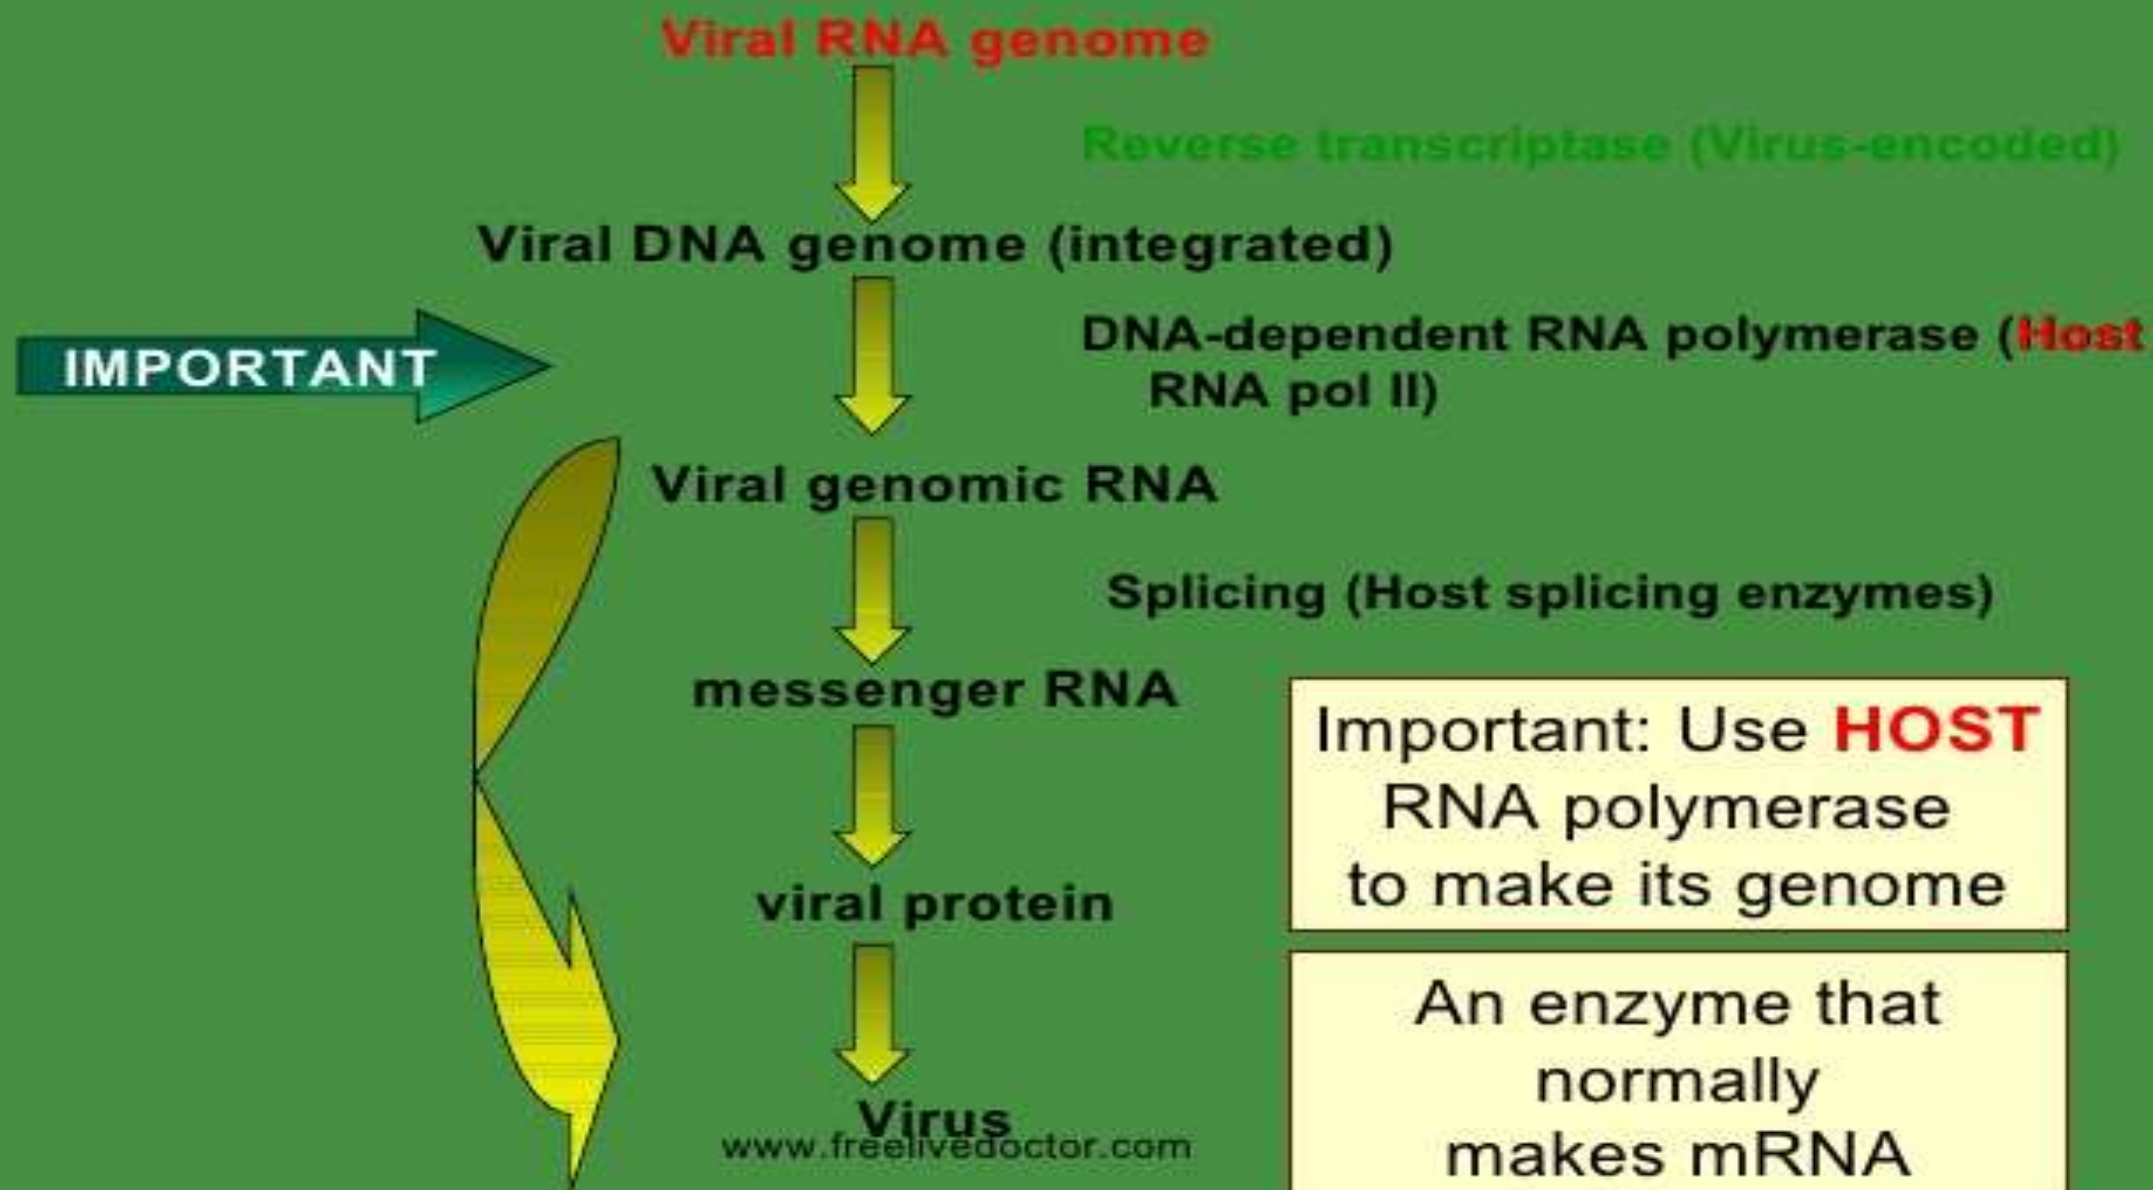 Viral RNA genome
Reverse transcriptase (Virus-encoded)
Viral DNA genome (integrated)
IMPORTANT
DNA-dependent RNA polymerase (Host
RNA pol II)
Viral genomic RNA
Splicing (Host splicing enzymes)
messenger RNA
viral protein
Virus
www.freelivedoctor.com
Important: Use HOST
RNA polymerase
to make its genome
An enzyme that
normally
makes mRNA